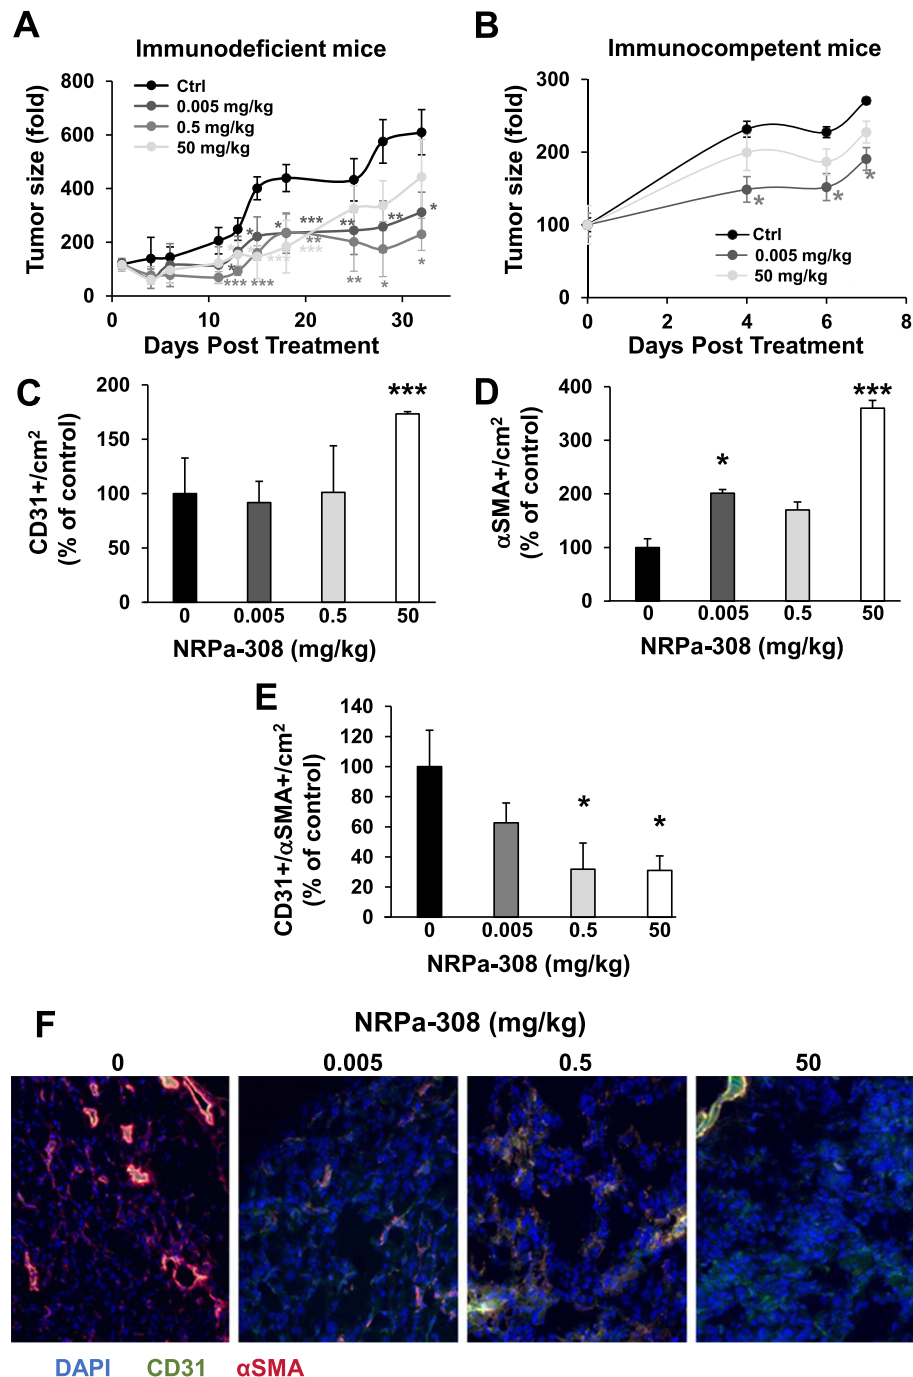 A
Immunodeficient mice
Tumor size (fold)
800
600
400
200
0
Ctrl
0.005 mg/kg
0.5 mg/kg
50 mg/kg
* * *** ** ** *
** ***
* *** *** ** * *
*** ***
0 10 20 30
Days Post Treatment
B
Immunocompetent mice
Tumor size (fold)
300
200
100
0
Ctrl
0.005 mg/kg
50 mg/kg
* * *
0 2 4 6 8
Days Post Treatment
C
CD31+/cm²
(% of control)
200
150
100
50
0
***
0 0.005 0.5 50
NRPa-308 (mg/kg)
D
αSMA+/cm²
(% of control)
400
300
200
100
0
* ***
0 0.005 0.5 50
NRPa-308 (mg/kg)
E
CD31+/αSMA+/cm²
(% of control)
140
120
100
80
60
40
20
0
* *
0 0.005 0.5 50
NRPa-308 (mg/kg)
F
NRPa-308 (mg/kg)
0 0.005 0.5 50
DAPI CD31 αSMA